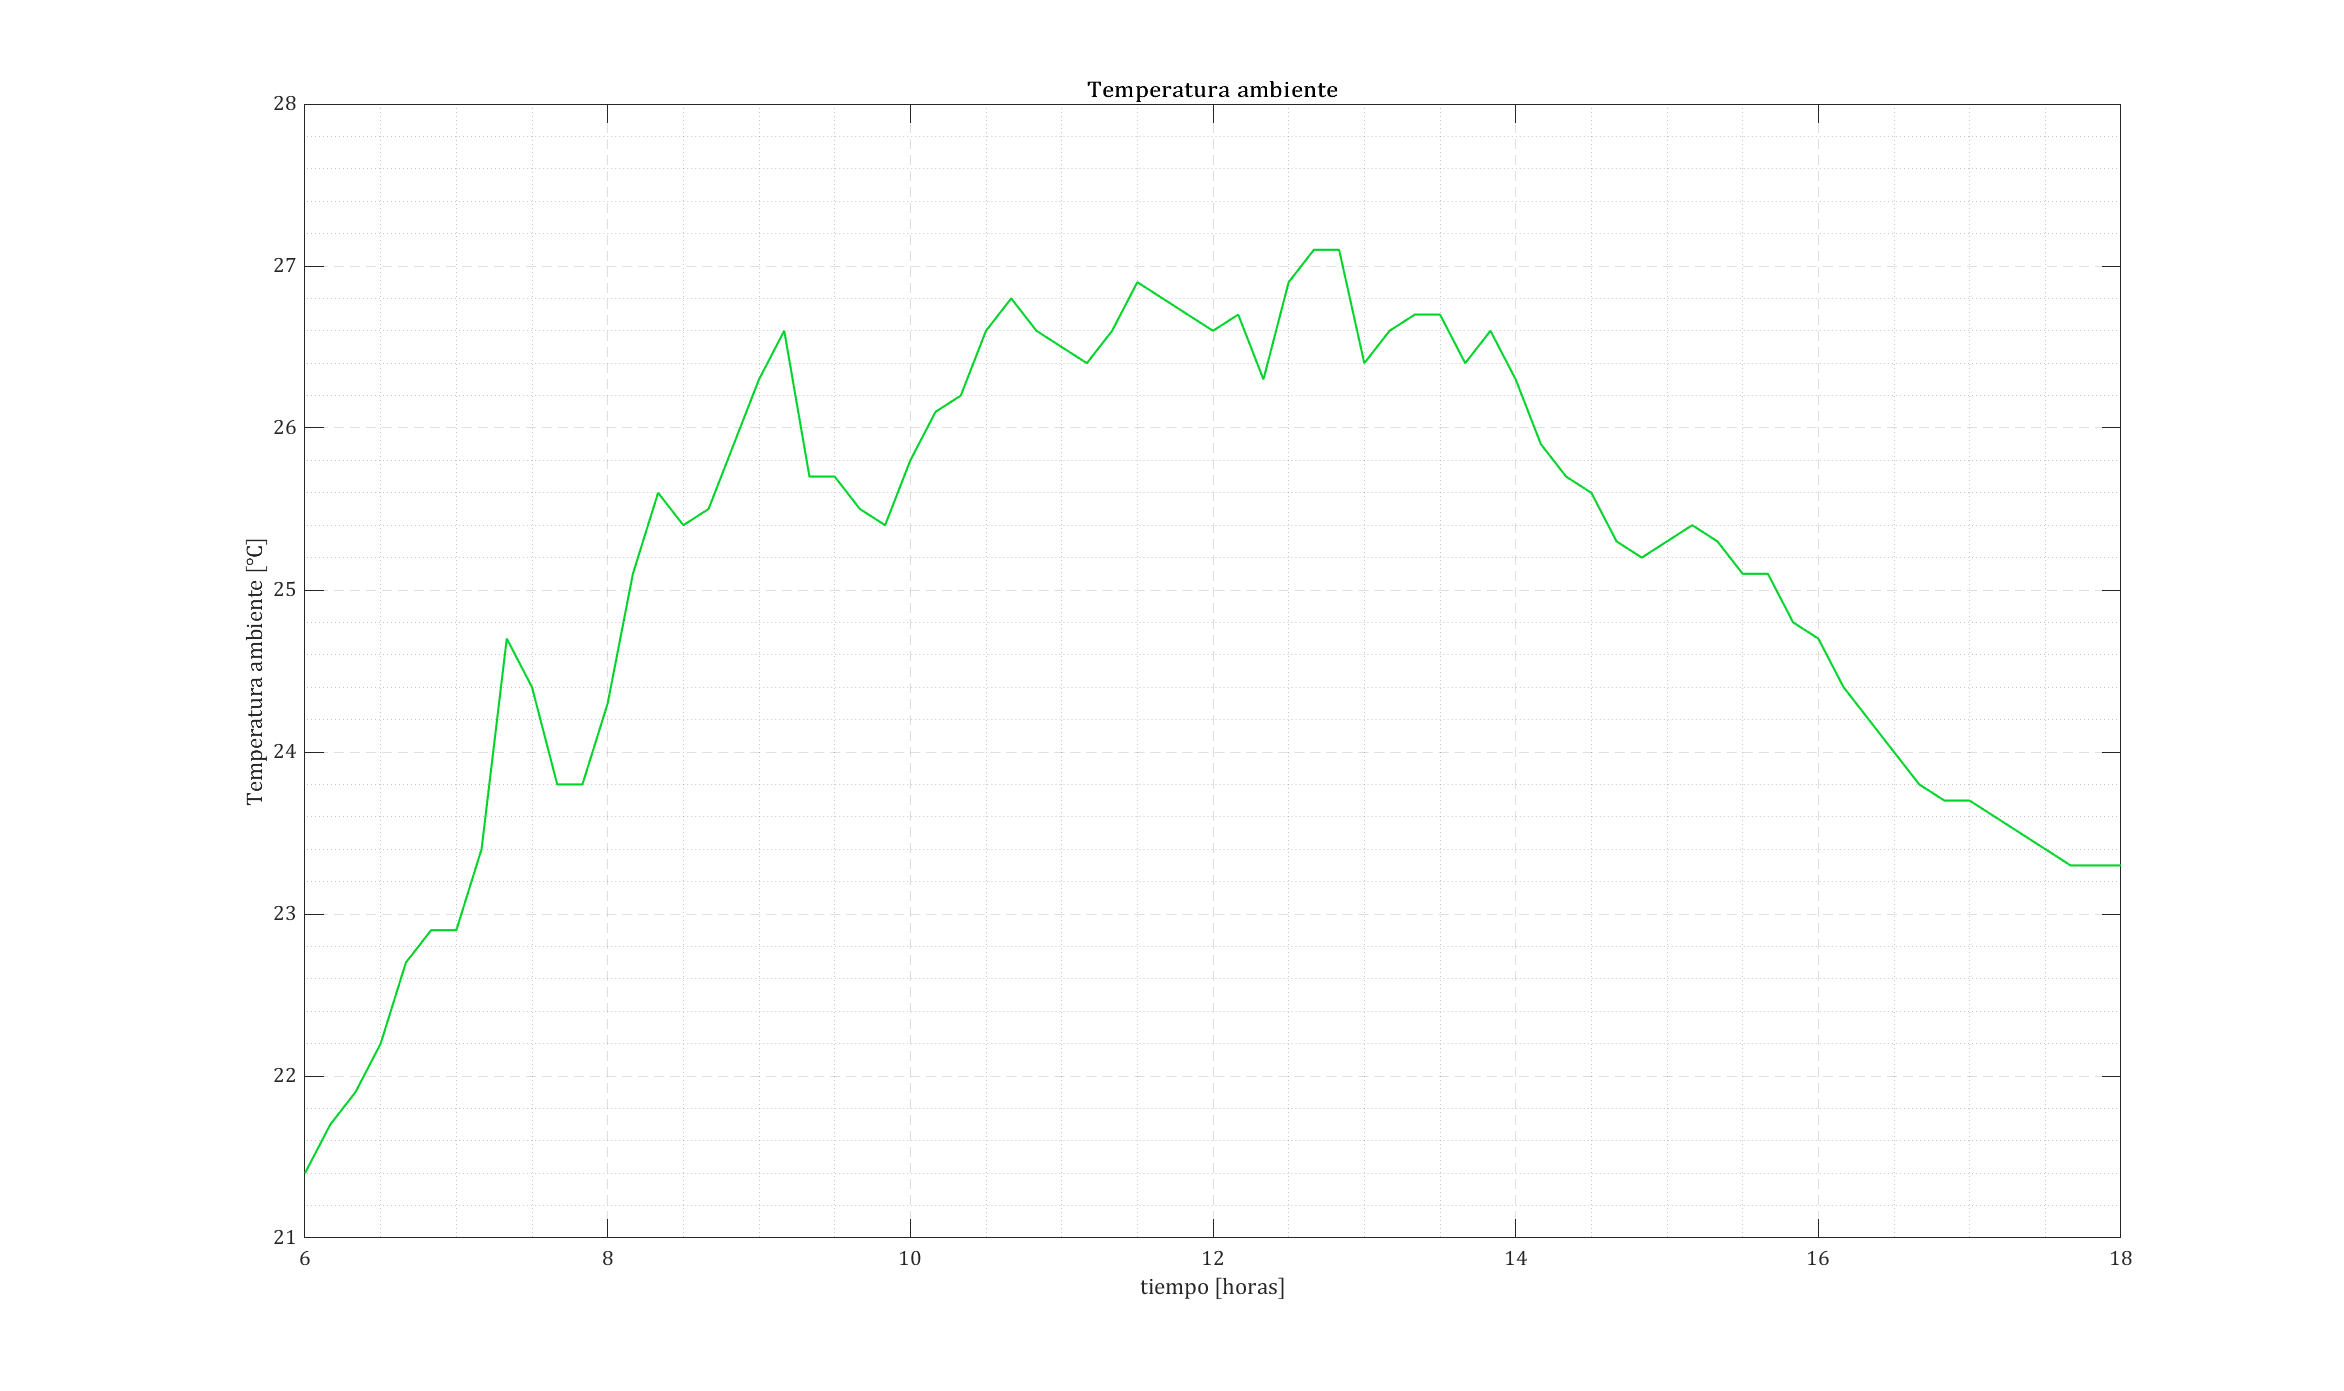 Temperatura ambiente
28
27
26
25
24
23
22
21
Temperatura ambiente [°C]
6 8 10 12 14 16 18
tiempo [horas]